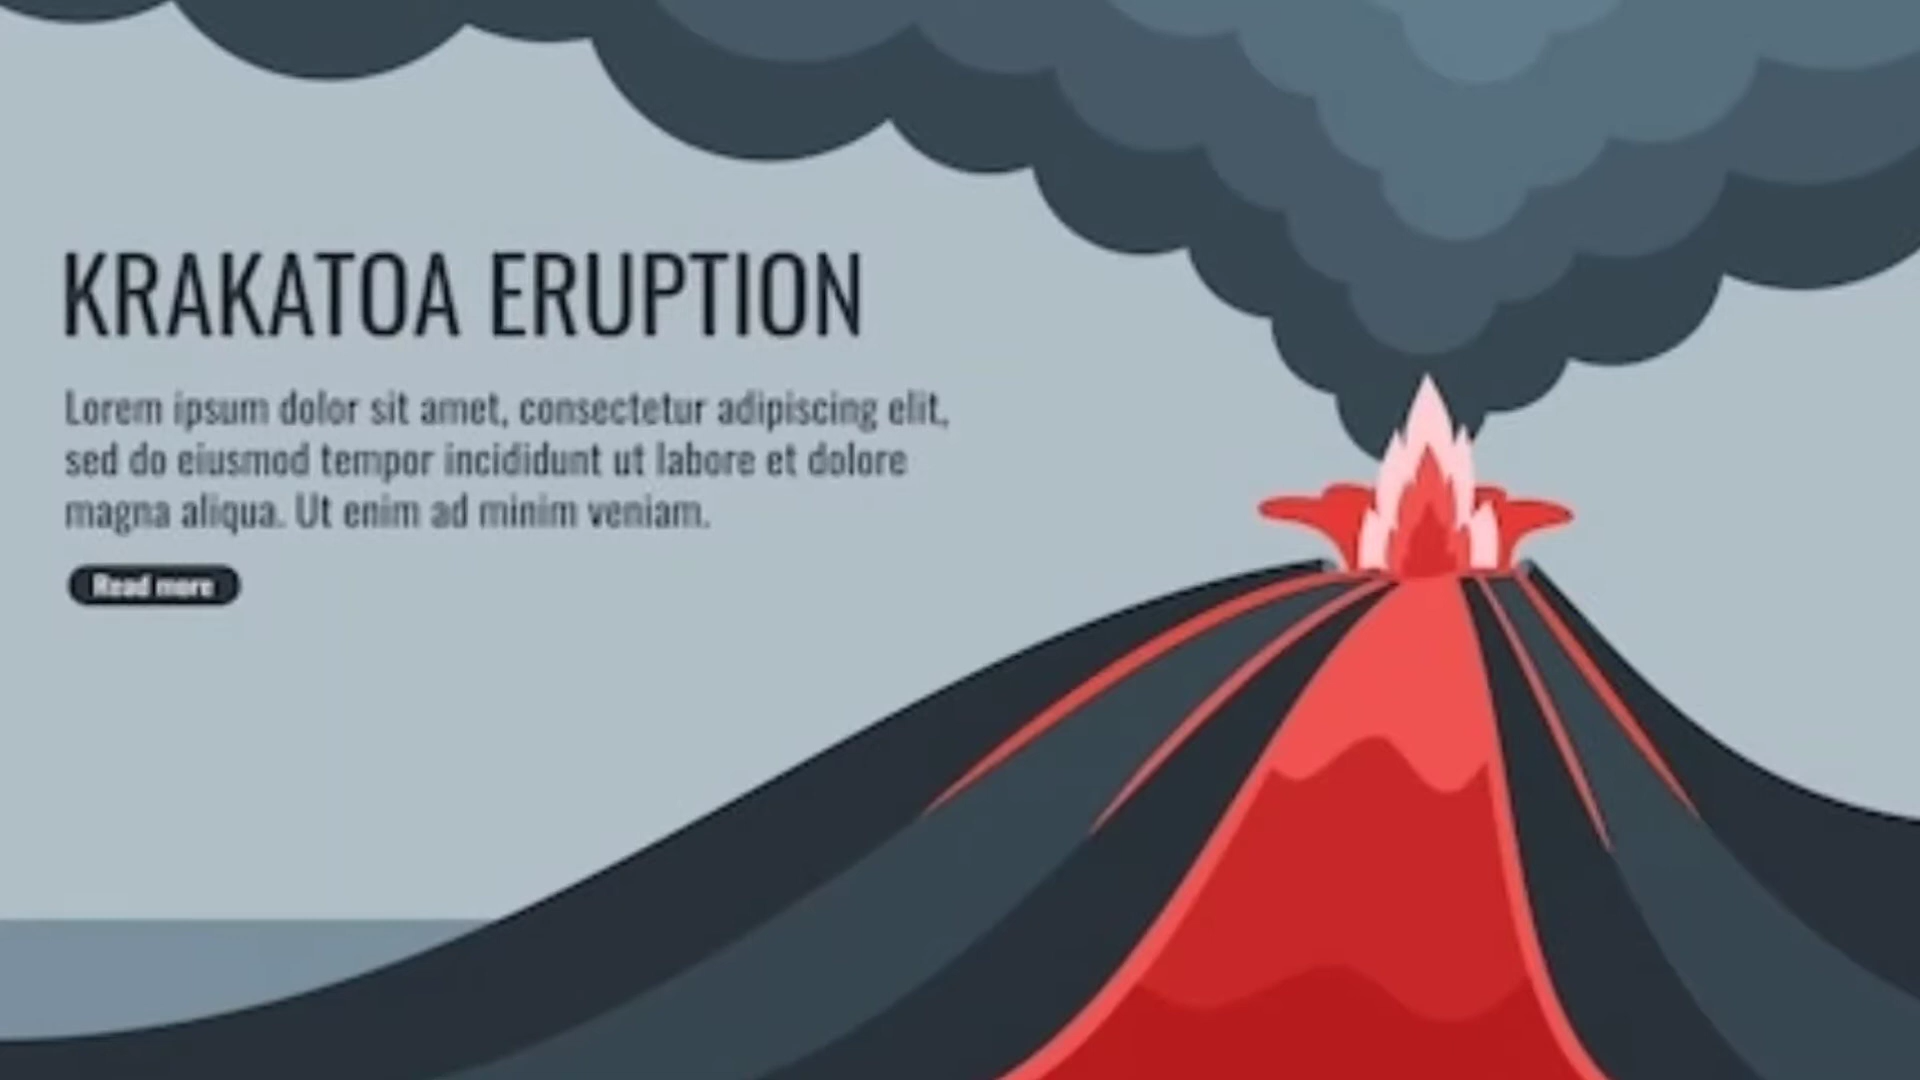 KRAKATOA ERUPTION
Lorem ipsum dolor sit amet, consectetur adipiscing elit,
sed do eiusmod tempor incididunt ut labore et dolore
magna aliqua. Ut enim ad minim veniam.
Read more